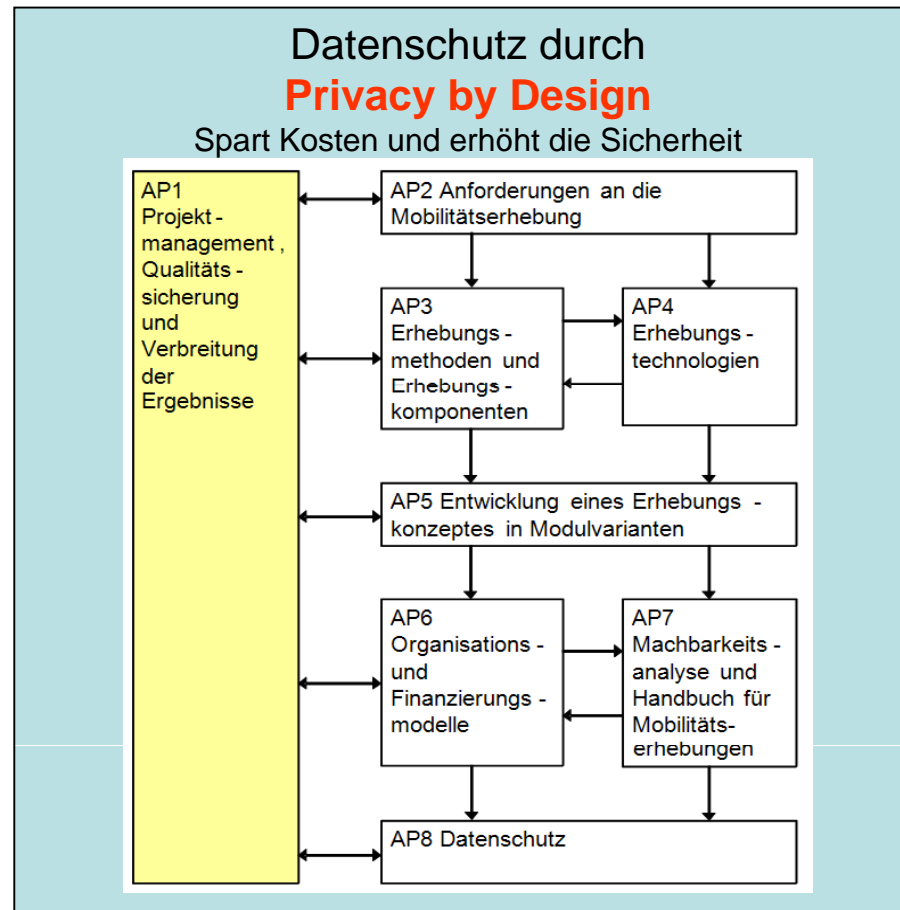 Datenschutz durch
Privacy by Design
Spart Kosten und erhöht die Sicherheit
AP1
Projekt -
management ,
Qualitäts -
sicherung
und
Verbreitung
der
Ergebnisse
AP2 Anforderungen an die
Mobilitätserhebung
AP3
Erhebungs -
methoden und
Erhebungs -
komponenten
AP4
Erhebungs -
technologien
AP5 Entwicklung eines Erhebungs -
konzeptes in Modulvarianten
AP6
Organisations -
und
Finanzierungs -
modelle
AP7
Machbarkeits -
analyse und
Handbuch für
Mobilitäts-
erhebungen
AP8 Datenschutz